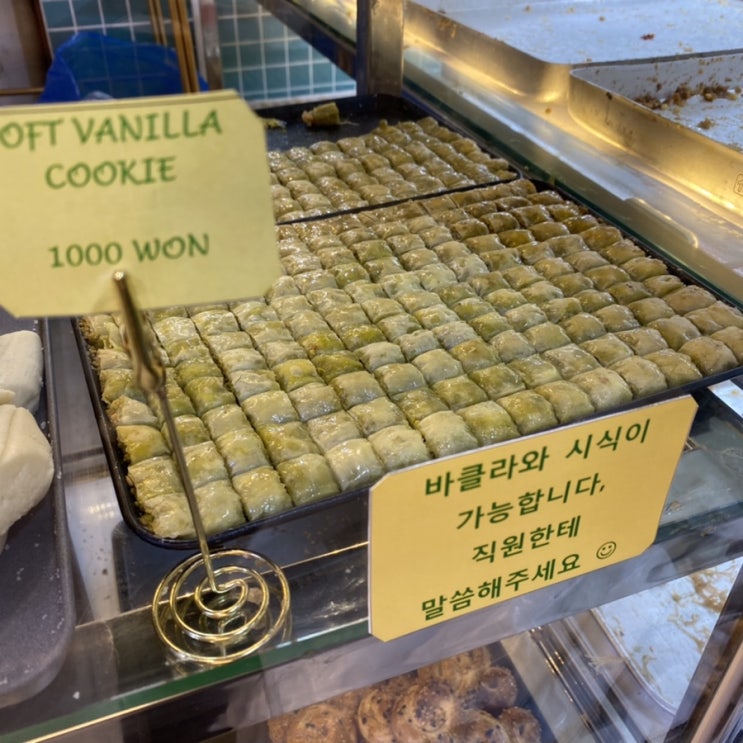 OFT VANILLA
COOKIE
1000 WON
바클라와 시식이
가능합니다,
직원한테
말씀해주세요 ☺